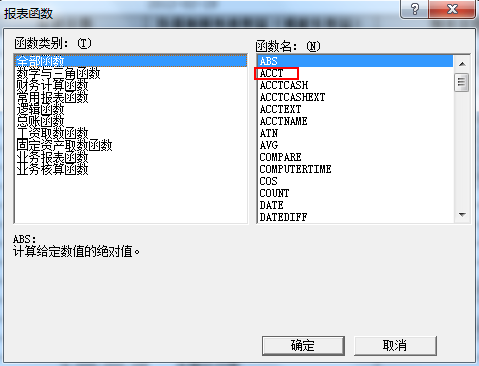 报表函数
函数类别：(T)
全部函数
数学与三角函数
财务计算函数
常用报表函数
逻辑函数
总账函数
工资取数函数
固定资产取数函数
业务报表函数
业务核算函数
函数名：(N)
ABS
ACCT
ACCTCASH
ACCTCASHEXT
ACCTEXT
ACCTNAME
ATN
AVG
COMPARE
COMPUTERTIME
COS
COUNT
DATE
DATEDIFF
ABS:
计算给定数值的绝对值。
确定
取消